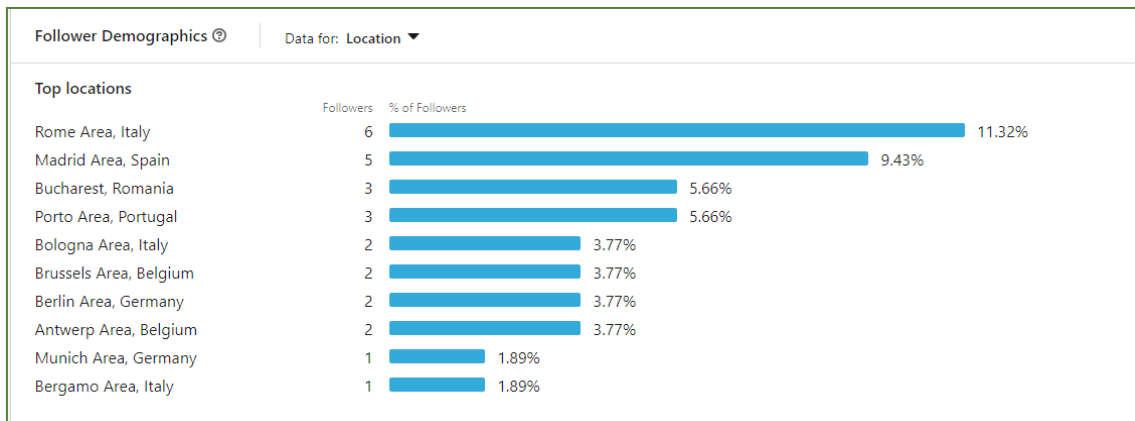 Follower Demographics ? Data for: Location
Top locations
Followers % of Followers
Rome Area, Italy 6 11.32%
Madrid Area, Spain 5 9.43%
Bucharest, Romania 3 5.66%
Porto Area, Portugal 3 5.66%
Bologna Area, Italy 2 3.77%
Brussels Area, Belgium 2 3.77%
Berlin Area, Germany 2 3.77%
Antwerp Area, Belgium 2 3.77%
Munich Area, Germany 1 1.89%
Bergamo Area, Italy 1 1.89%